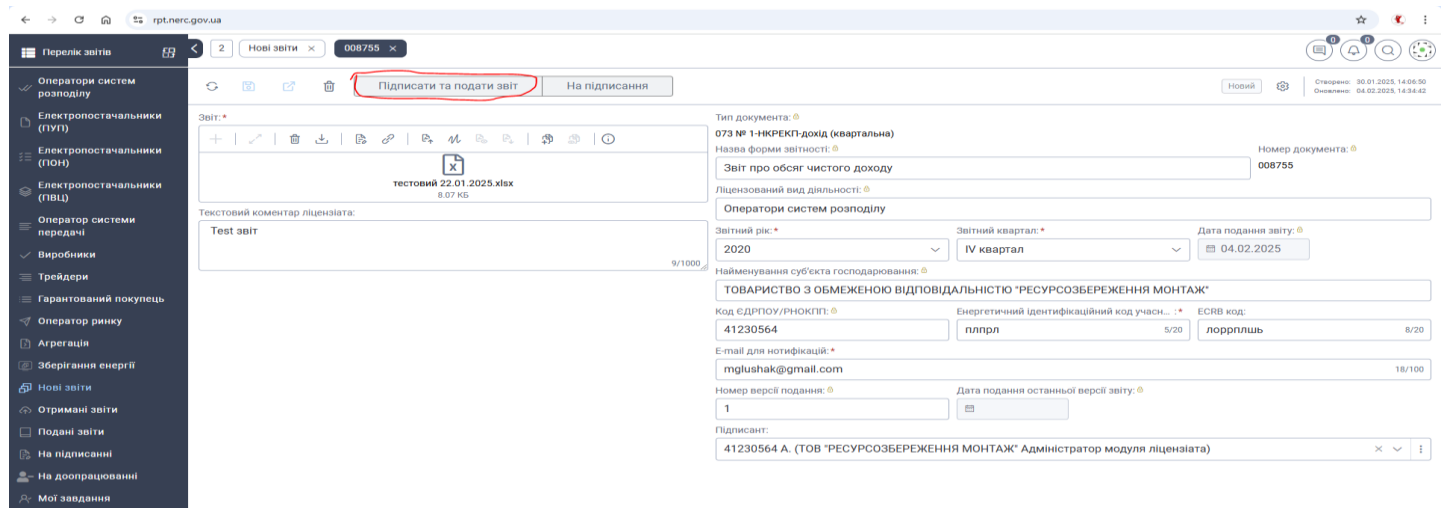 rpt.nerc.gov.ua
Перелік звітів
2
Нові звіти ×
008755 ×
0
0
Оператори систем розподілу
Електропостачальники (ПУП)
Електропостачальники (ПОН)
Електропостачальники (ПВЦ)
Оператор системи передачі
Виробники
Трейдери
Гарантований покупець
Оператор ринку
Агрегація
Зберігання енергії
Нові звіти
Отримані звіти
Подані звіти
На підписанні
На доопрацюванні
Мої завдання
Підписати та подати звіт
На підписання
Новий
Створено: 30.01.2025, 14:06:50
Оновлено: 04.02.2025, 14:34:42
Звіт:*
тестовий 22.01.2025.xlsx
8.07 КБ
Текстовий коментар ліцензіата:
Test звіт
9/1000
Тип документа:
073 № 1-НКРЕКП-дохід (квартальна)
Назва форми звітності:
Номер документа:
Звіт про обсяг чистого доходу
008755
Ліцензований вид діяльності:
Оператори систем розподілу
Звітний рік:*
Звітний квартал:*
Дата подання звіту:
2020
IV квартал
04.02.2025
Найменування суб'єкта господарювання:
ТОВАРИСТВО З ОБМЕЖЕНОЮ ВІДПОВІДАЛЬНІСТЮ "РЕСУРСОЗБЕРЕЖЕННЯ МОНТАЖ"
Код ЄДРПОУ/РНОКПП:
Енергетичний ідентифікаційний код учасн... :*
ECRB код:
41230564
плпрл 5/20
лоррплшь 8/20
E-mail для нотифікацій:*
mglushak@gmail.com 18/100
Номер версії подання:
Дата подання останньої версії звіту:
1
Підписант:
41230564 А. (ТОВ "РЕСУРСОЗБЕРЕЖЕННЯ МОНТАЖ" Адміністратор модуля ліцензіата)